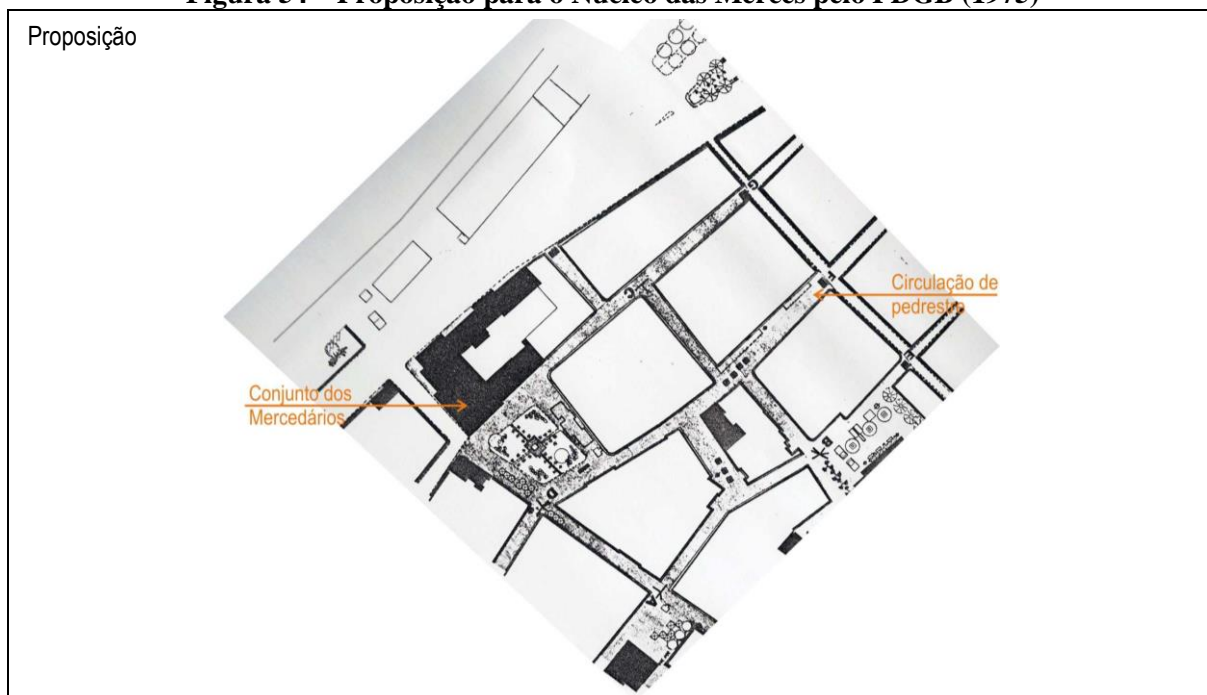 Proposição
Circulação de
pedrestre
Conjunto dos
Mercedários